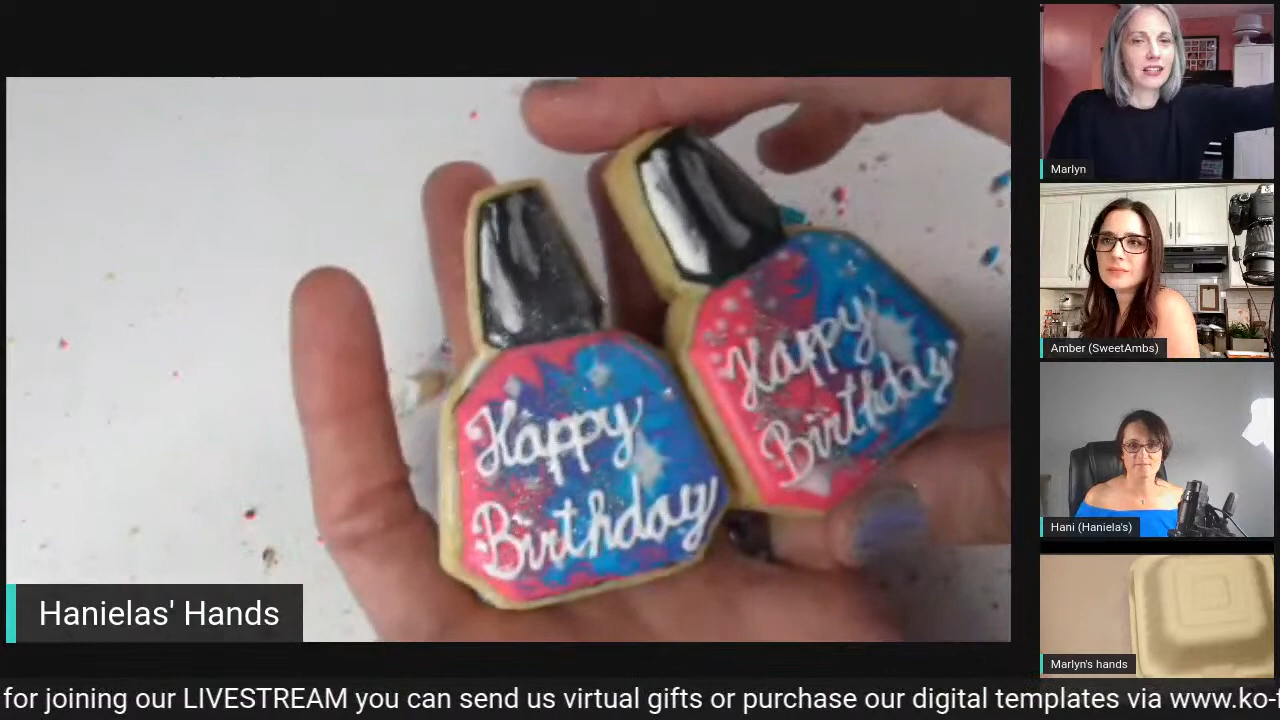 Marlyn
Amber (SweetAmbs)
Happy
Birthday
Happy
Birthday
Hani (Haniela's)
Hanielas' Hands
Marlyn's hands
for joining our LIVESTREAM you can send us virtual gifts or purchase our digital templates via www.ko-f